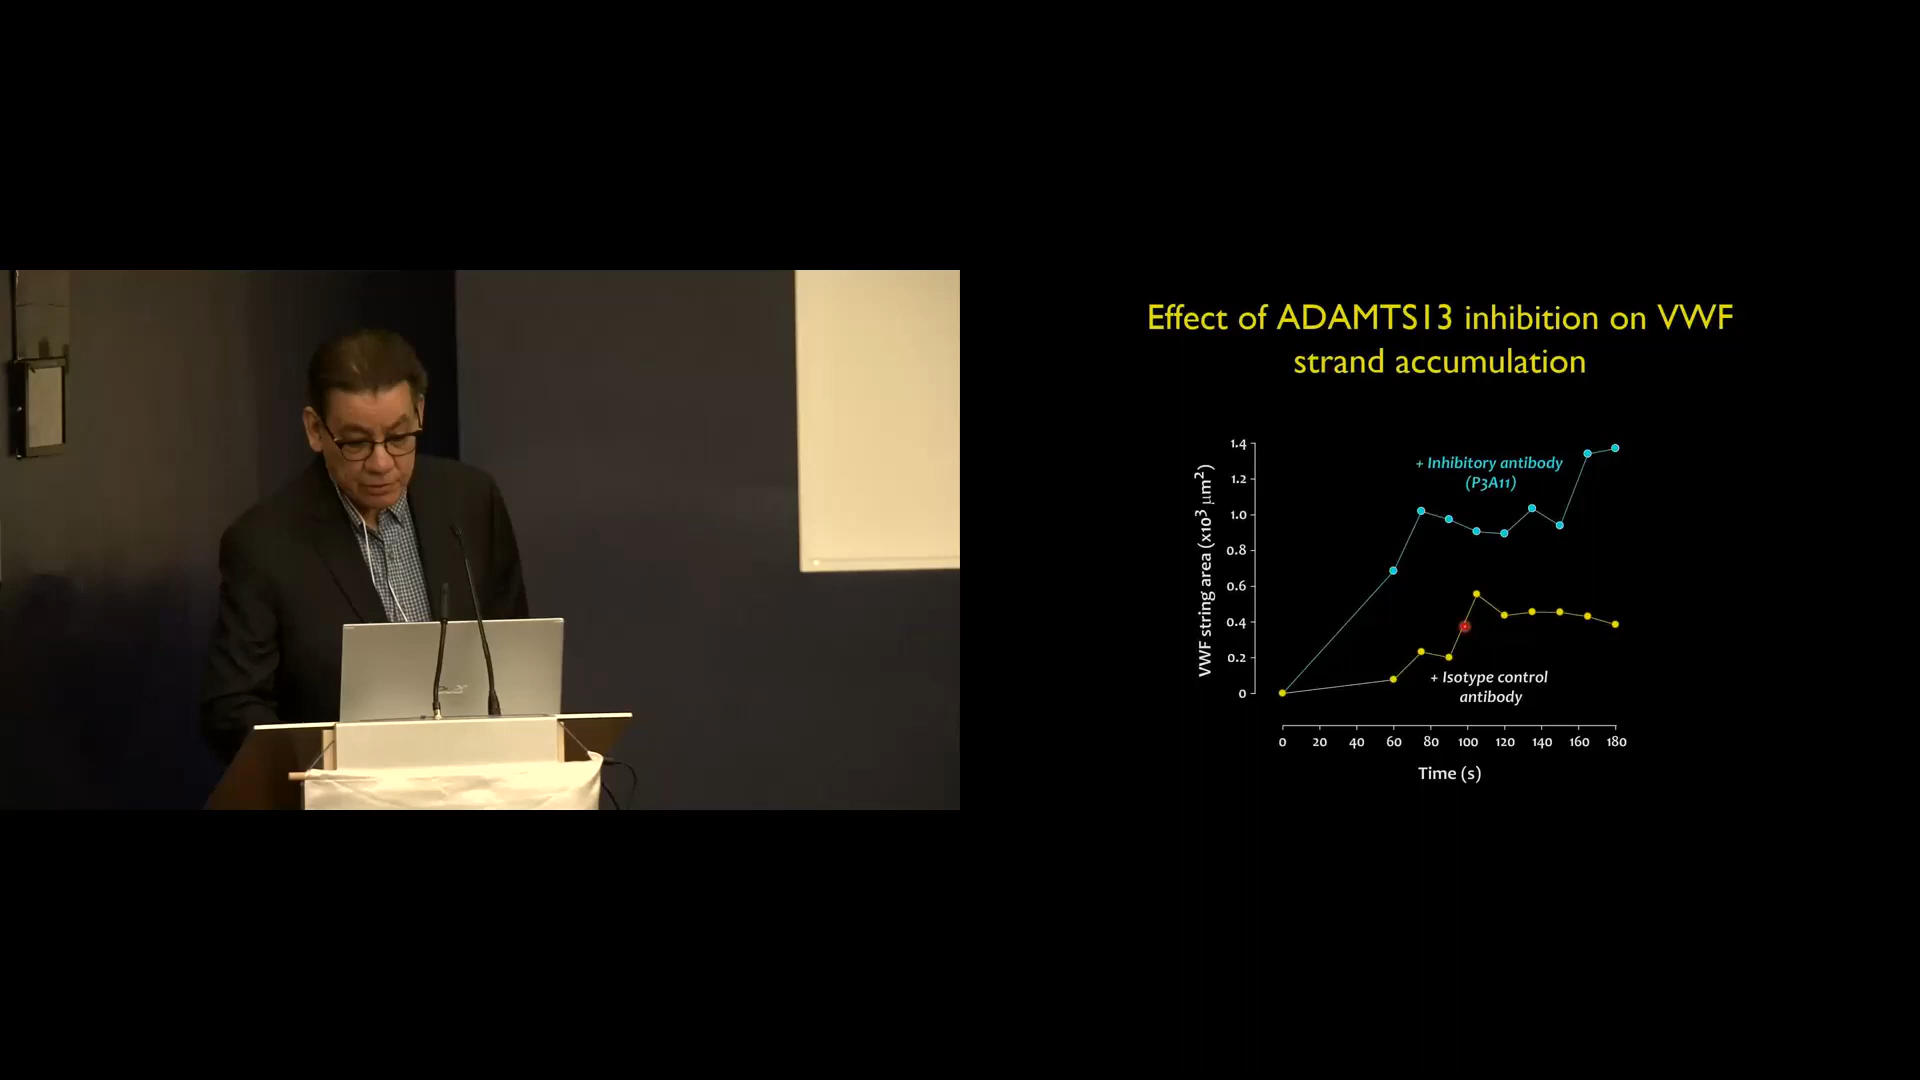 Effect of ADAMTS13 inhibition on VWF
strand accumulation
VWF string area (x10³ μm²)
1.4
1.2
1.0
0.8
0.6
0.4
0.2
0
+ Inhibitory antibody
(P3A11)
+ Isotype control
antibody
0 20 40 60 80 100 120 140 160 180
Time (s)